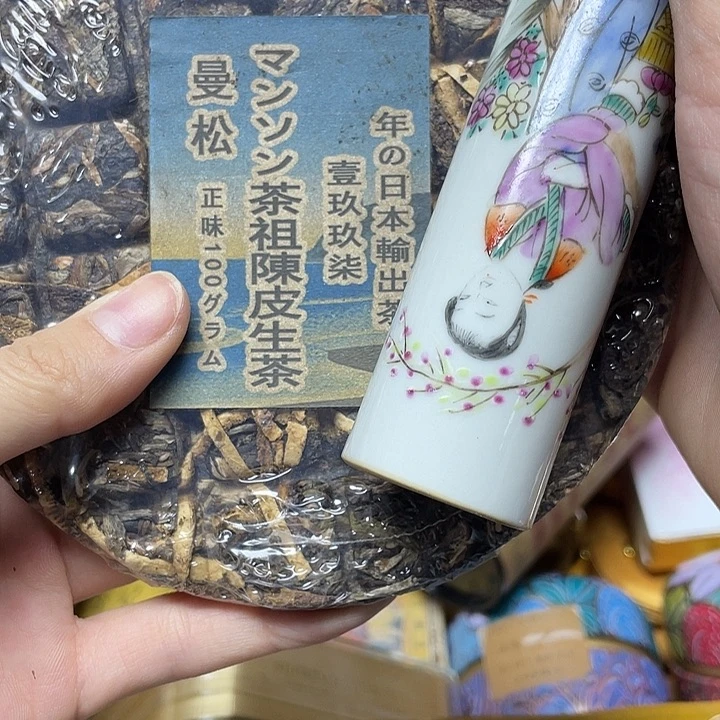 年の日本輸出茶
壹玖玖柒
マンソン茶祖陳皮生茶
曼松
正味100グラム